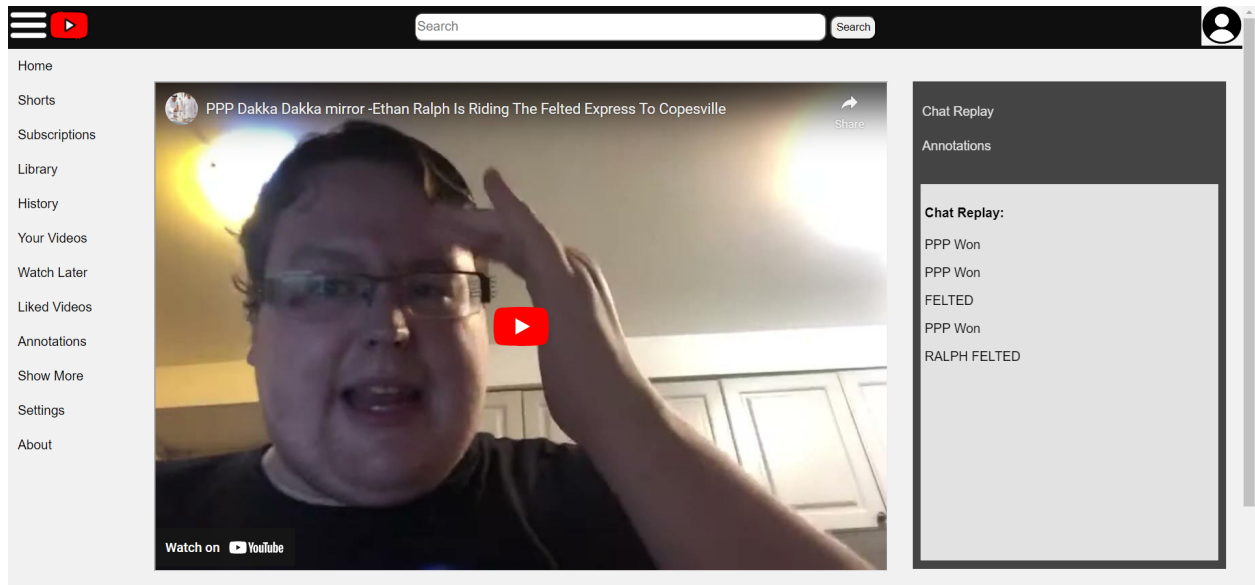 Search
Search
Home
Shorts
Subscriptions
Library
History
Your Videos
Watch Later
Liked Videos
Annotations
Show More
Settings
About
PPP Dakka Dakka mirror -Ethan Ralph Is Riding The Felted Express To Copesville
Share
Watch on YouTube
Chat Replay
Annotations
Chat Replay:
PPP Won
PPP Won
FELTED
PPP Won
RALPH FELTED